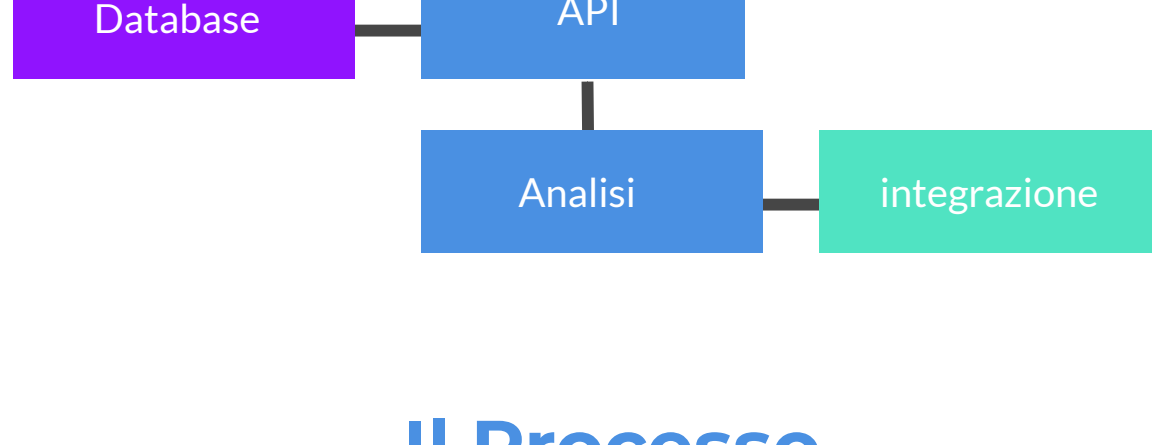 Database
API
Analisi
integrazione
Il Processo